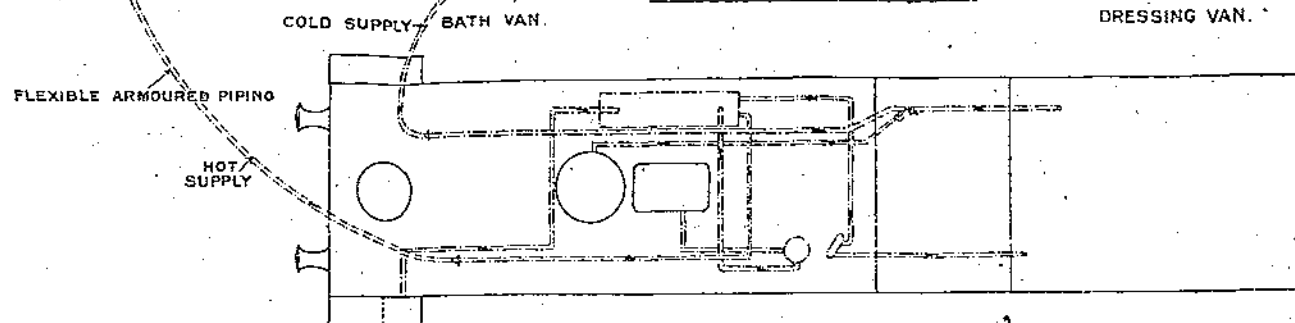 COLD SUPPLY
BATH VAN.
DRESSING VAN.
FLEXIBLE ARMOURED PIPING
HOT
SUPPLY